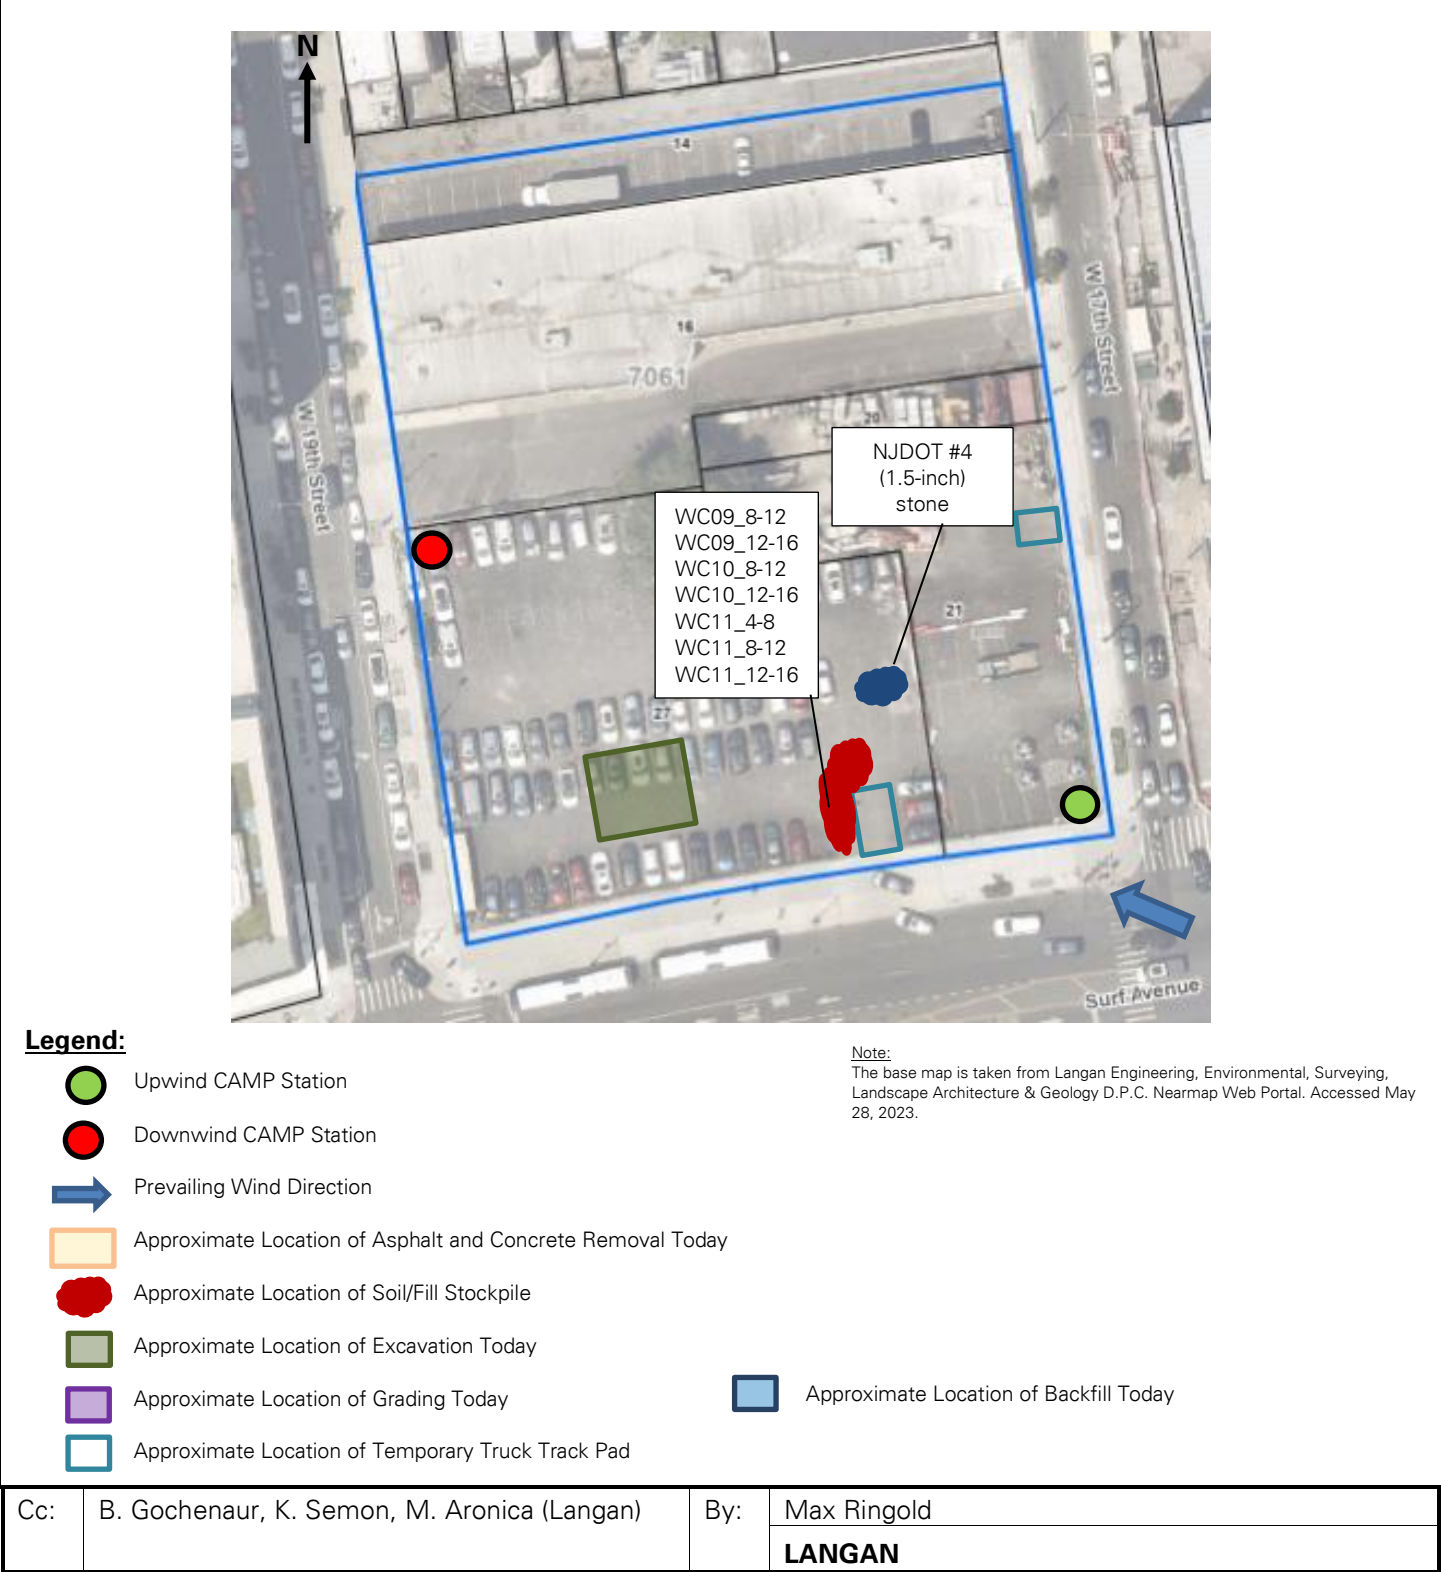 N
14
16
7061
W 17th Street
W 19th Street
20
NJDOT #4
(1.5-inch)
stone
WC09_8-12
WC09_12-16
WC10_8-12
WC10_12-16
WC11_4-8
WC11_8-12
WC11_12-16
21
27
Surf Avenue
Legend:
Upwind CAMP Station
Downwind CAMP Station
Prevailing Wind Direction
Approximate Location of Asphalt and Concrete Removal Today
Approximate Location of Soil/Fill Stockpile
Approximate Location of Excavation Today
Approximate Location of Grading Today
Approximate Location of Temporary Truck Track Pad
Approximate Location of Backfill Today
Note:
The base map is taken from Langan Engineering, Environmental, Surveying,
Landscape Architecture & Geology D.P.C. Nearmap Web Portal. Accessed May
28, 2023.
Cc: B. Gochenaur, K. Semon, M. Aronica (Langan) By: Max Ringold
LANGAN